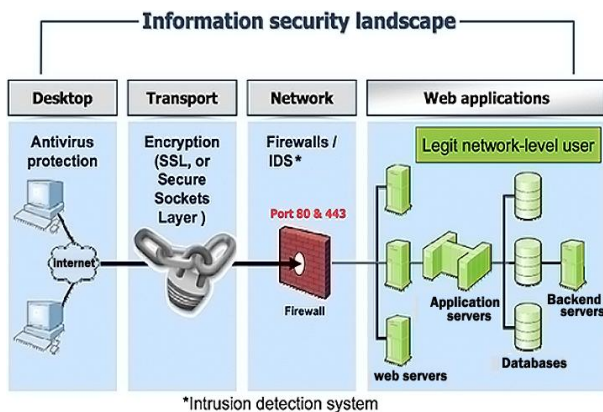 Information security landscape
Desktop
Transport
Network
Web applications
Antivirus
protection
Encryption
(SSL, or
Secure
Sockets
Layer )
Firewalls /
IDS*
Legit network-level user
Port 80 & 443
Internet
Firewall
Application
servers
Backend
servers
web servers
Databases
*Intrusion detection system